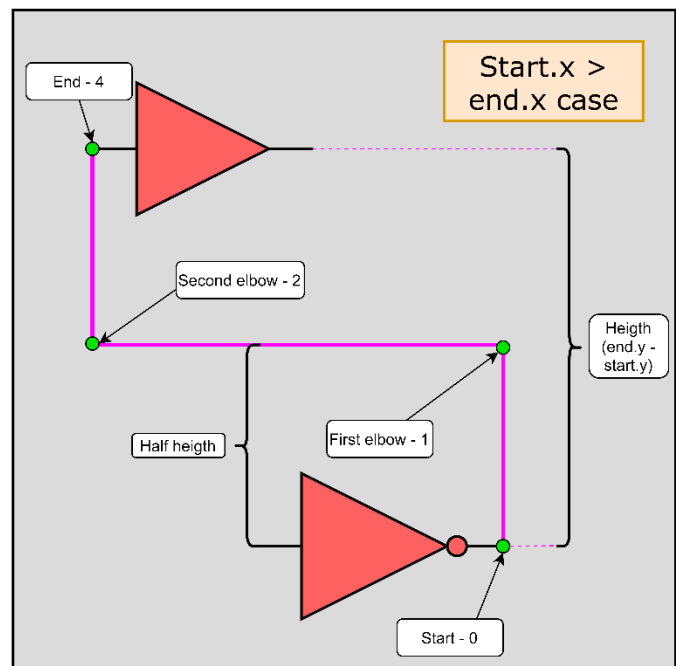 Start.x >
end.x case
End - 4
Second elbow - 2
Heigth
(end.y -
start.y)
Half heigth
First elbow - 1
Start - 0